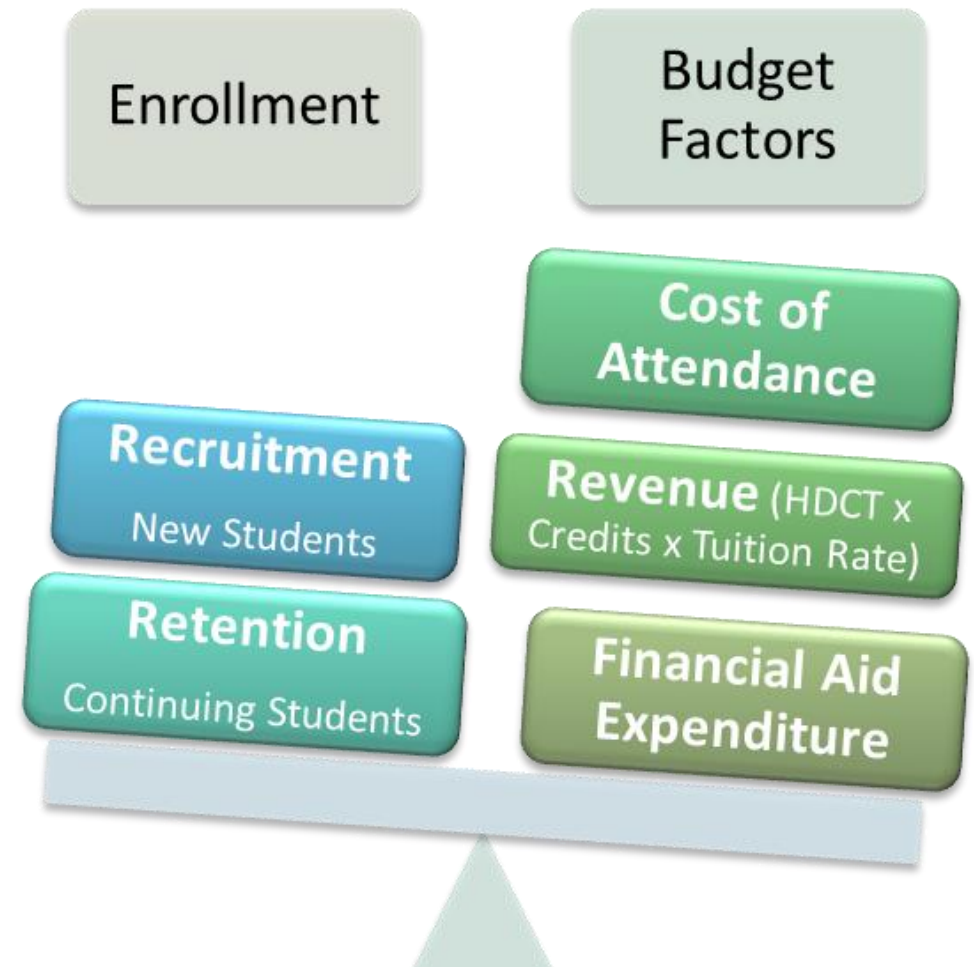 Enrollment
Budget
Factors
Cost of
Attendance
Recruitment
New Students
Revenue (HDCT x
Credits x Tuition Rate)
Retention
Continuing Students
Financial Aid
Expenditure